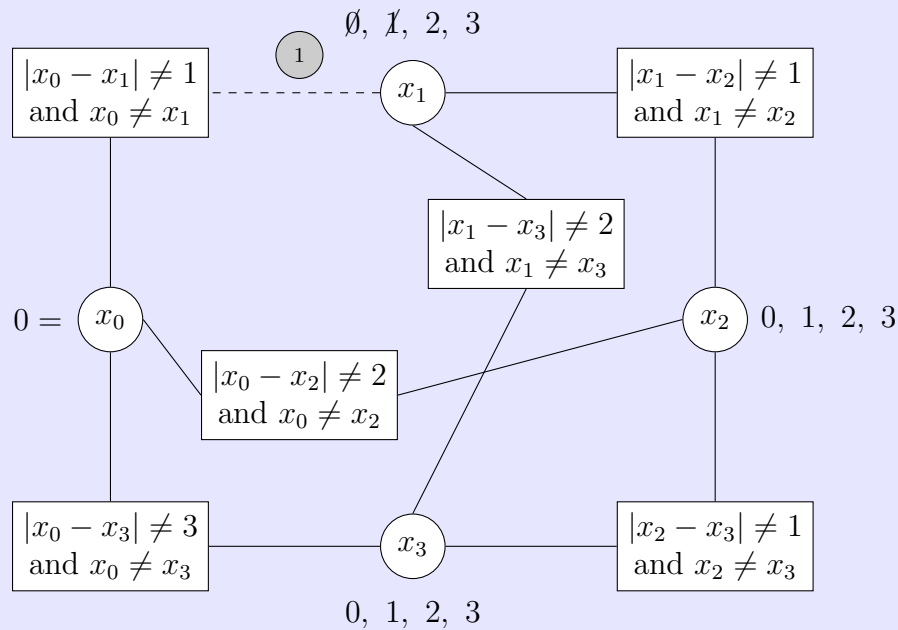 0̸, 1̸, 2, 3
1
|x₀ − x₁| ≠ 1
and x₀ ≠ x₁
x₁
|x₁ − x₂| ≠ 1
and x₁ ≠ x₂
|x₁ − x₃| ≠ 2
and x₁ ≠ x₃
0 =
x₀
x₂
0, 1, 2, 3
|x₀ − x₂| ≠ 2
and x₀ ≠ x₂
|x₀ − x₃| ≠ 3
and x₀ ≠ x₃
x₃
|x₂ − x₃| ≠ 1
and x₂ ≠ x₃
0, 1, 2, 3